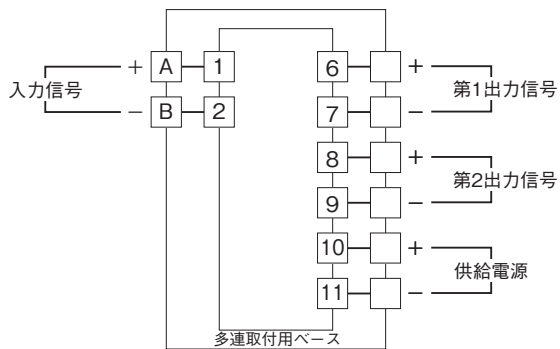 + A 1 6 +
入力信号 第1出力信号
− B 2 7 −
8 +
第2出力信号
9 −
10 +
供給電源
11 −
多連取付用ベース